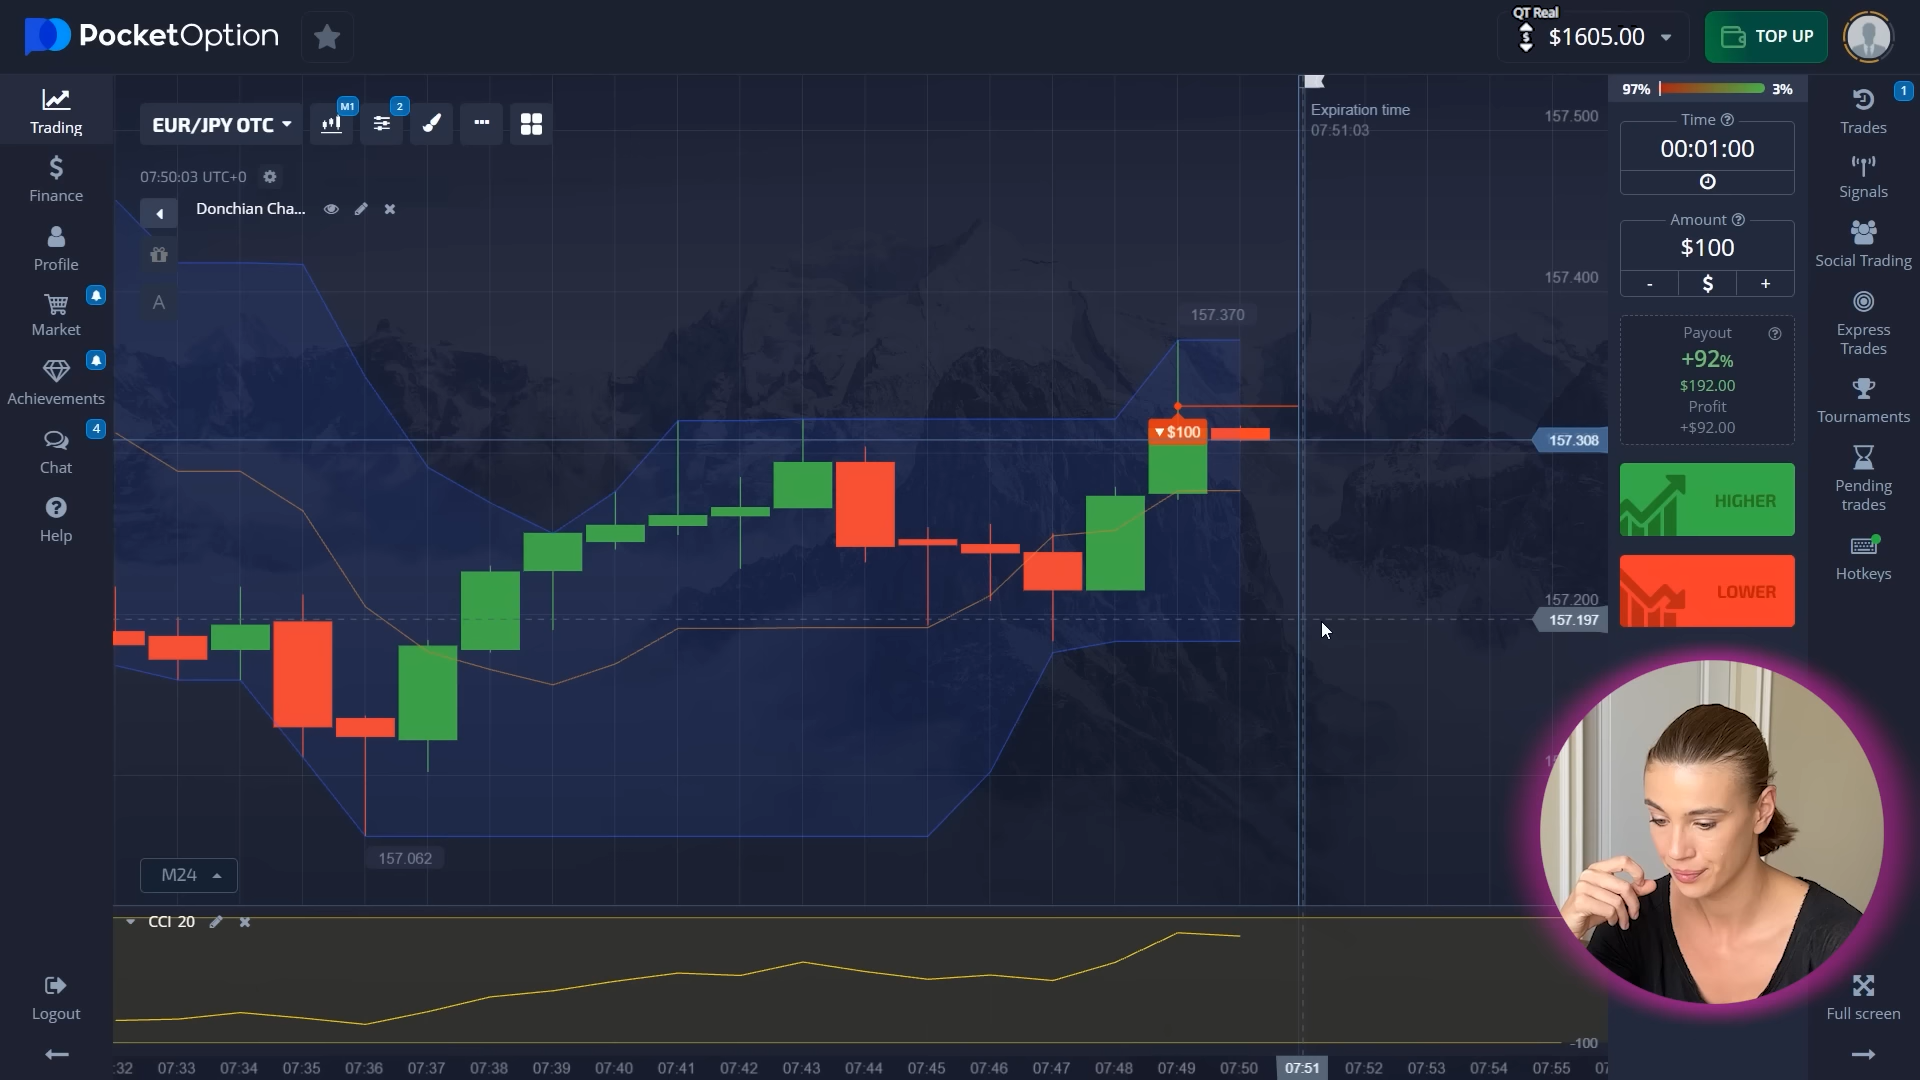 PocketOption
QT Real
$1605.00
TOP UP
Trading
Finance
Profile
Market
Achievements
4
Chat
Help
Logout
EUR/JPY OTC
M1
2
07:50:03 UTC+0
Donchian Cha...
A
Expiration time
07:51:03
157.500
157.400
157.370
157.308
157.200
157.197
157.062
$100
M24
CCI 20
-100
:32 07:33 07:34 07:35 07:36 07:37 07:38 07:39 07:40 07:41 07:42 07:43 07:44 07:45 07:46 07:47 07:48 07:49 07:50 07:51 07:52 07:53 07:54 07:55
97% 3%
Time
00:01:00
Amount
$100
- $ +
Payout
+92%
$192.00
Profit
+$92.00
HIGHER
LOWER
1
Trades
Signals
Social Trading
Express
Trades
Tournaments
Pending
trades
Hotkeys
Full screen